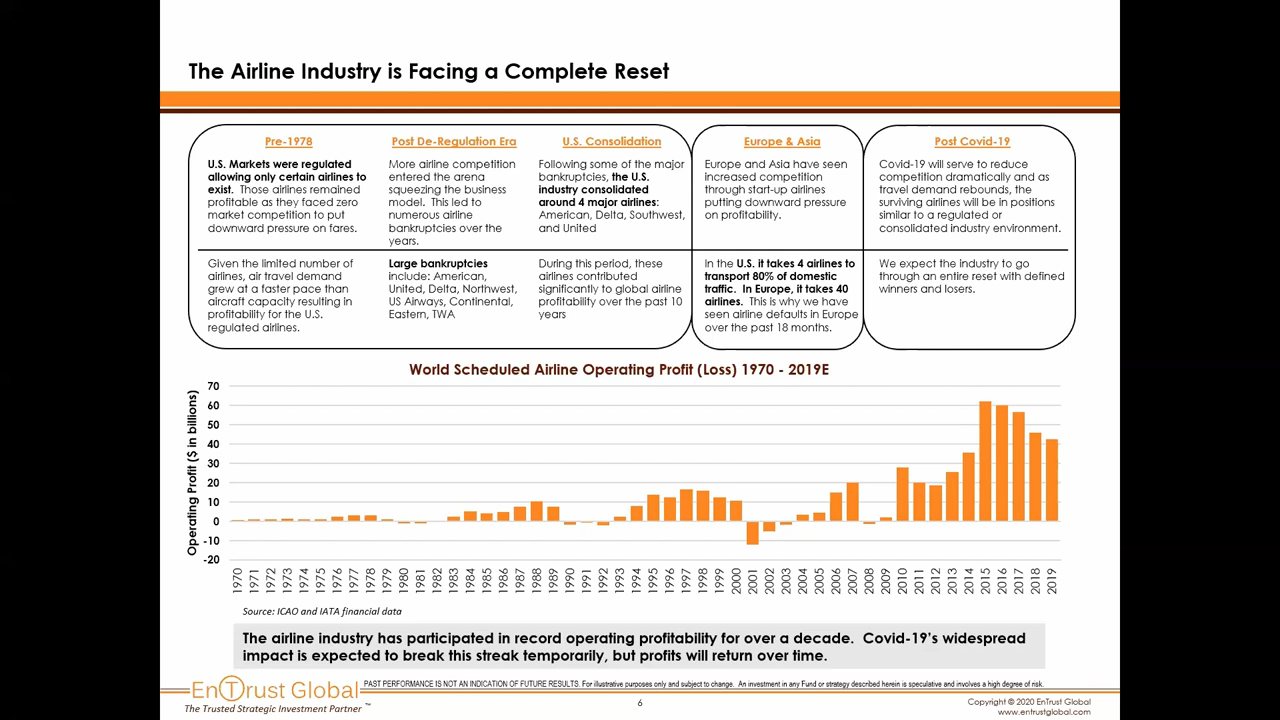 The Airline Industry is Facing a Complete Reset
Pre-1978
U.S. Markets were regulated
allowing only certain airlines to
exist. Those airlines remained
profitable as they faced zero
market competition to put
downward pressure on fares.
Given the limited number of
airlines, air travel demand
grew at a faster pace than
aircraft capacity resulting in
profitability for the U.S.
regulated airlines.
Post De-Regulation Era
More airline competition
entered the arena
squeezing the business
model. This led to
numerous airline
bankruptcies over the
years.
Large bankruptcies
include: American,
United, Delta, Northwest,
US Airways, Continental,
Eastern, TWA
U.S. Consolidation
Following some of the major
bankruptcies, the U.S.
industry consolidated
around 4 major airlines:
American, Delta, Southwest,
and United
During this period, these
airlines contributed
significantly to global airline
profitability over the past 10
years
Europe & Asia
Europe and Asia have seen
increased competition
through start-up airlines
putting downward pressure
on profitability.
In the U.S. it takes 4 airlines to
transport 80% of domestic
traffic. In Europe, it takes 40
airlines. This is why we have
seen airline defaults in Europe
over the past 18 months.
Post Covid-19
Covid-19 will serve to reduce
competition dramatically and as
travel demand rebounds, the
surviving airlines will be in positions
similar to a regulated or
consolidated industry environment.
We expect the industry to go
through an entire reset with defined
winners and losers.
World Scheduled Airline Operating Profit (Loss) 1970 - 2019E
Operating Profit ($ in billions)
70
60
50
40
30
20
10
0
-10
-20
1970 1971 1972 1973 1974 1975 1976 1977 1978 1979 1980 1981 1982 1983 1984 1985 1986 1987 1988 1989 1990 1991 1992 1993 1994 1995 1996 1997 1998 1999 2000 2001 2002 2003 2004 2005 2006 2007 2008 2009 2010 2011 2012 2013 2014 2015 2016 2017 2018 2019
Source: ICAO and IATA financial data
The airline industry has participated in record operating profitability for over a decade. Covid-19's widespread
impact is expected to break this streak temporarily, but profits will return over time.
EnTrust Global
The Trusted Strategic Investment Partner ™
PAST PERFORMANCE IS NOT AN INDICATION OF FUTURE RESULTS. For illustrative purposes only and subject to change. An investment in any Fund or strategy described herein is speculative and involves a high degree of risk.
6
Copyright © 2020 EnTrust Global
www.entrustglobal.com